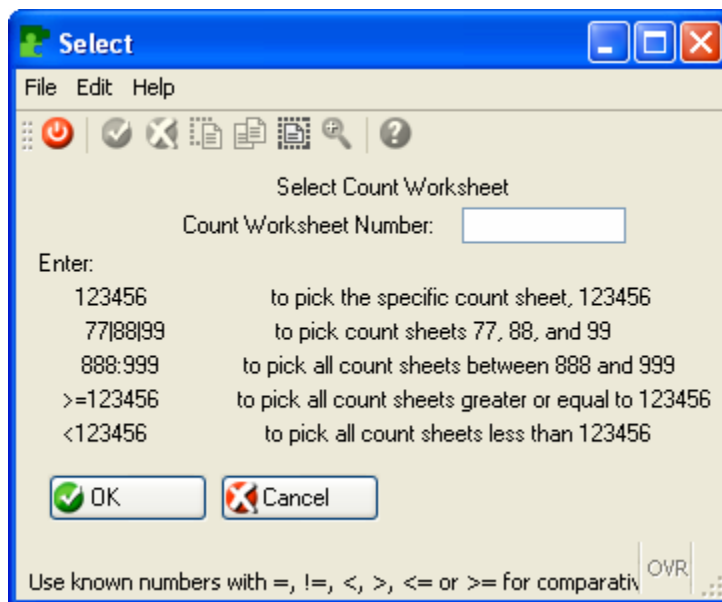 Select
File Edit Help
Select Count Worksheet
Count Worksheet Number:
Enter:
123456 to pick the specific count sheet, 123456
77|88|99 to pick count sheets 77, 88, and 99
888:999 to pick all count sheets between 888 and 999
>=123456 to pick all count sheets greater or equal to 123456
<123456 to pick all count sheets less than 123456
OK Cancel
Use known numbers with =, !=, <, >, <= or >= for comparativ OVR